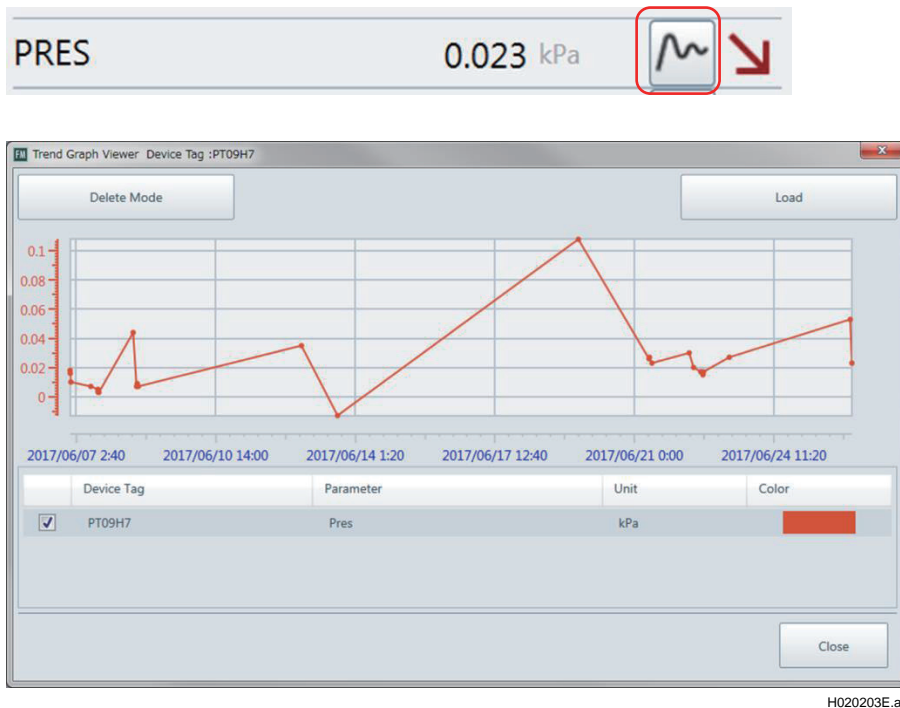 PRES 0.023 kPa
FM Trend Graph Viewer Device Tag :PT09H7
Delete Mode Load
0.1
0.08
0.06
0.04
0.02
0
2017/06/07 2:40 2017/06/10 14:00 2017/06/14 1:20 2017/06/17 12:40 2017/06/21 0:00 2017/06/24 11:20
Device Tag Parameter Unit Color
PT09H7 Pres kPa
Close
H020203E.a